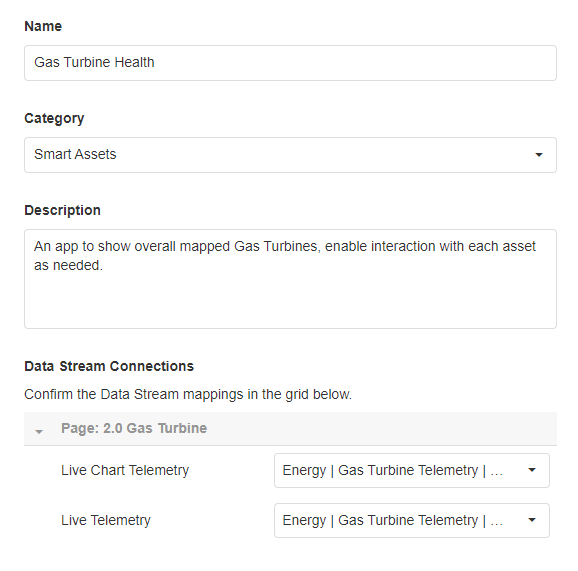 Name
Gas Turbine Health
Category
Smart Assets
Description
An app to show overall mapped Gas Turbines, enable interaction with each asset
as needed.
Data Stream Connections
Confirm the Data Stream mappings in the grid below.
Page: 2.0 Gas Turbine
Live Chart Telemetry Energy | Gas Turbine Telemetry | ...
Live Telemetry Energy | Gas Turbine Telemetry | ...